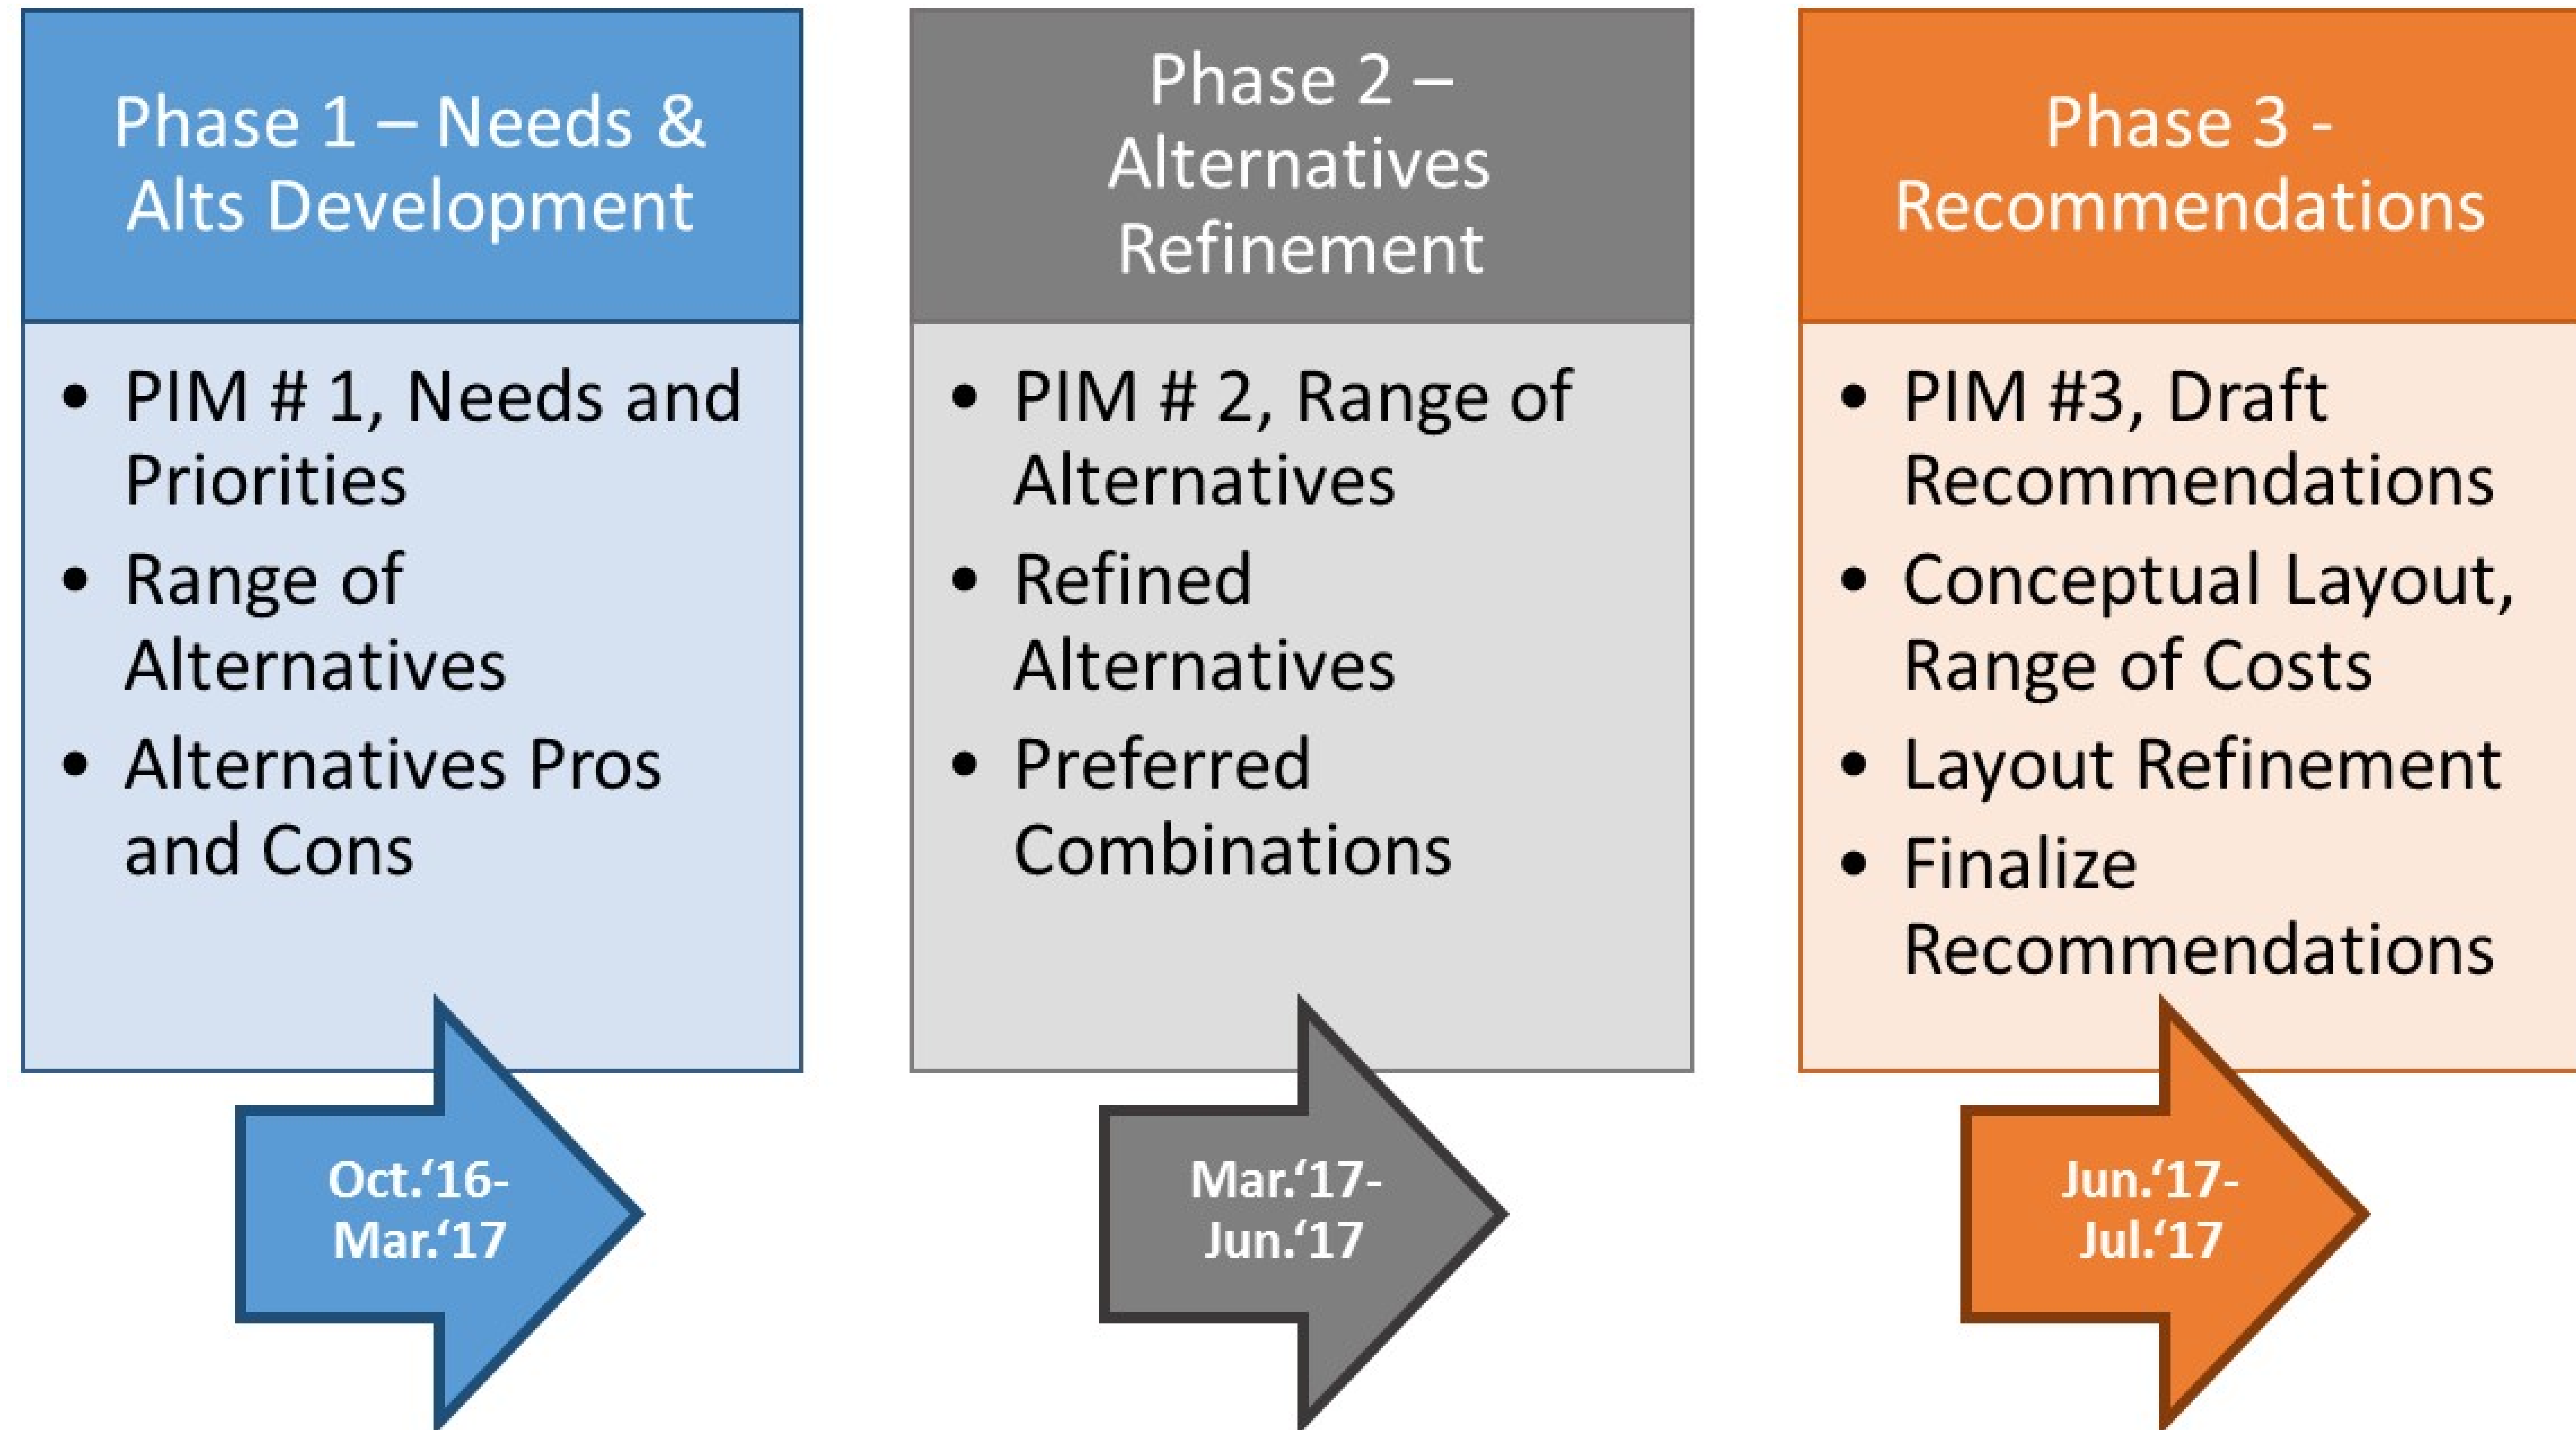 Phase 1 – Needs &
Alts Development
• PIM # 1, Needs and
Priorities
• Range of
Alternatives
• Alternatives Pros
and Cons
Oct.‘16-
Mar.‘17
Phase 2 –
Alternatives
Refinement
• PIM # 2, Range of
Alternatives
• Refined
Alternatives
• Preferred
Combinations
Mar.‘17-
Jun.‘17
Phase 3 -
Recommendations
• PIM #3, Draft
Recommendations
• Conceptual Layout,
Range of Costs
• Layout Refinement
• Finalize
Recommendations
Jun.‘17-
Jul.‘17